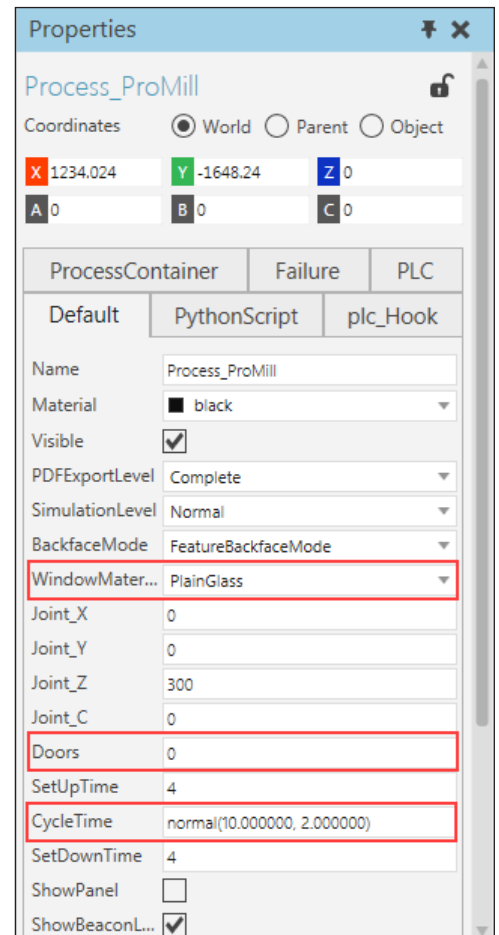 Properties
Process_ProMill
Coordinates World Parent Object
X 1234.024 Y -1648.24 Z 0
A 0 B 0 C 0
ProcessContainer Failure PLC
Default PythonScript plc_Hook
Name Process_ProMill
Material black
Visible
PDFExportLevel Complete
SimulationLevel Normal
BackfaceMode FeatureBackfaceMode
WindowMater... PlainGlass
Joint_X 0
Joint_Y 0
Joint_Z 300
Joint_C 0
Doors 0
SetUpTime 4
CycleTime normal(10.000000, 2.000000)
SetDownTime 4
ShowPanel
ShowBeaconL...